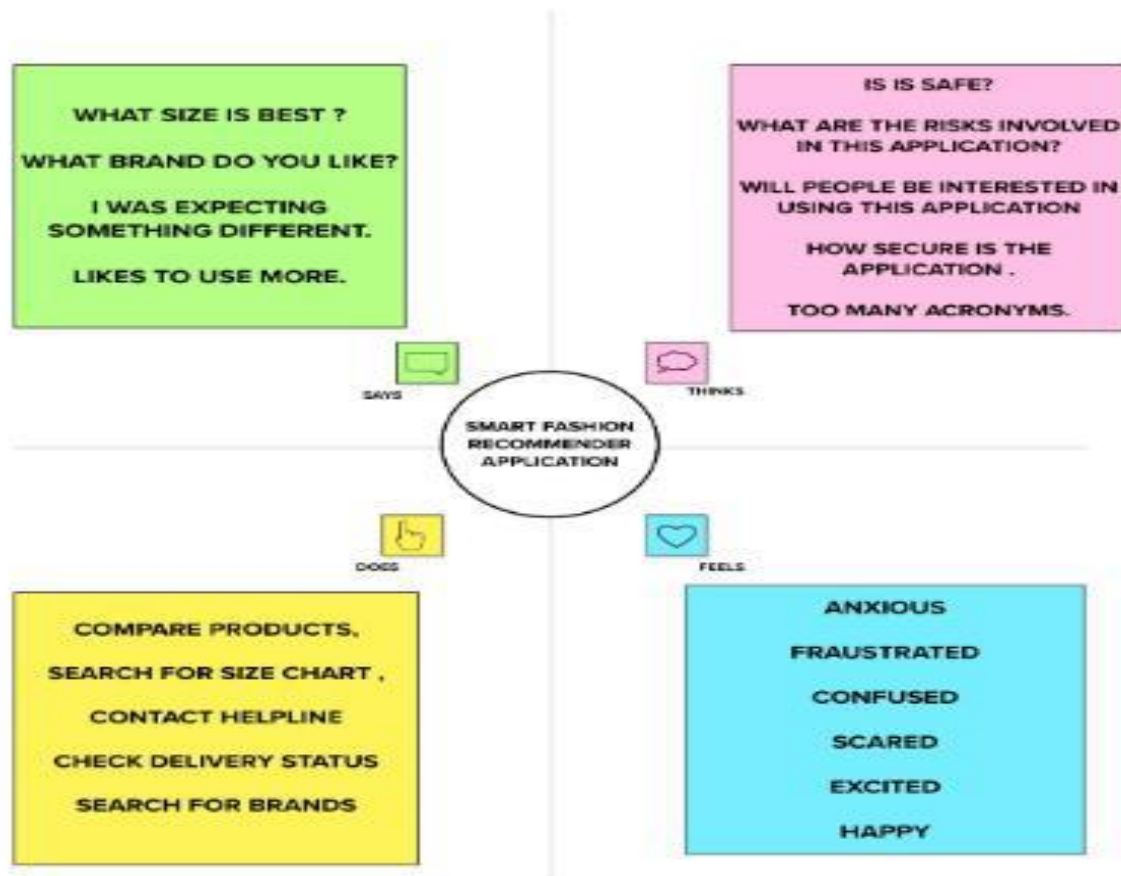 WHAT SIZE IS BEST ?
WHAT BRAND DO YOU LIKE?
I WAS EXPECTING
SOMETHING DIFFERENT.
LIKES TO USE MORE.
IS IS SAFE?
WHAT ARE THE RISKS INVOLVED
IN THIS APPLICATION?
WILL PEOPLE BE INTERESTED IN
USING THIS APPLICATION
HOW SECURE IS THE
APPLICATION .
TOO MANY ACRONYMS.
SAYS
THINKS
SMART FASHION
RECOMMENDER
APPLICATION
DOES
FEELS
COMPARE PRODUCTS,
SEARCH FOR SIZE CHART ,
CONTACT HELPLINE
CHECK DELIVERY STATUS
SEARCH FOR BRANDS
ANXIOUS
FRAUSTRATED
CONFUSED
SCARED
EXCITED
HAPPY